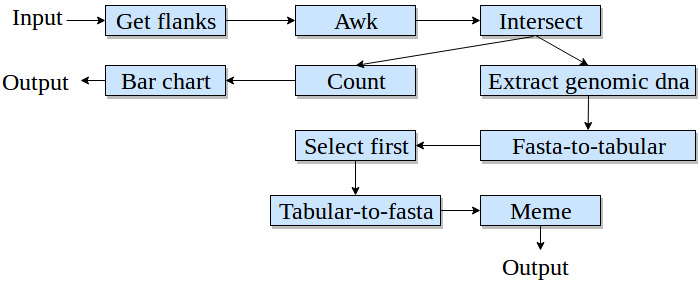 Input
Get flanks
Awk
Intersect
Output
Bar chart
Count
Extract genomic dna
Select first
Fasta-to-tabular
Tabular-to-fasta
Meme
Output